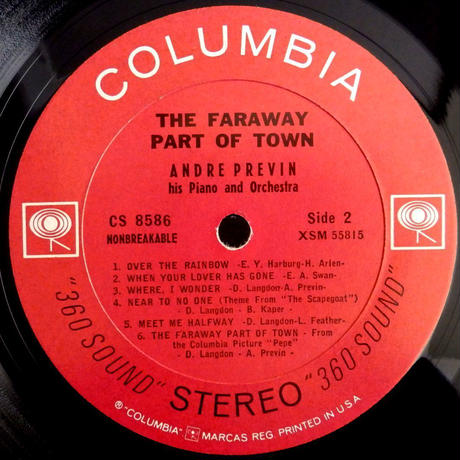 COLUMBIA
THE FARAWAY
PART OF TOWN
ANDRE PREVIN
his Piano and Orchestra
CS 8586
NONBREAKABLE
Side 2
XSM 55815
1. OVER THE RAINBOW -E. Y. Harburg-H. Arlen-
2. WHEN YOUR LOVER HAS GONE -E. A. Swan-
3. WHERE, I WONDER -D. Langdon-A. Previn-
4. NEAR TO NO ONE (Theme From "The Scapegoat") -
- D. Langdon - B. Kaper -
5. MEET ME HALFWAY -D. Langdon-L. Feather-
6. THE FARAWAY PART OF TOWN - From
the Columbia Picture "Pepe" -
- D. Langdon - A. Previn -
"360 SOUND" STEREO "360 SOUND"
® "COLUMBIA" MARCAS REG. PRINTED IN U.S.A.